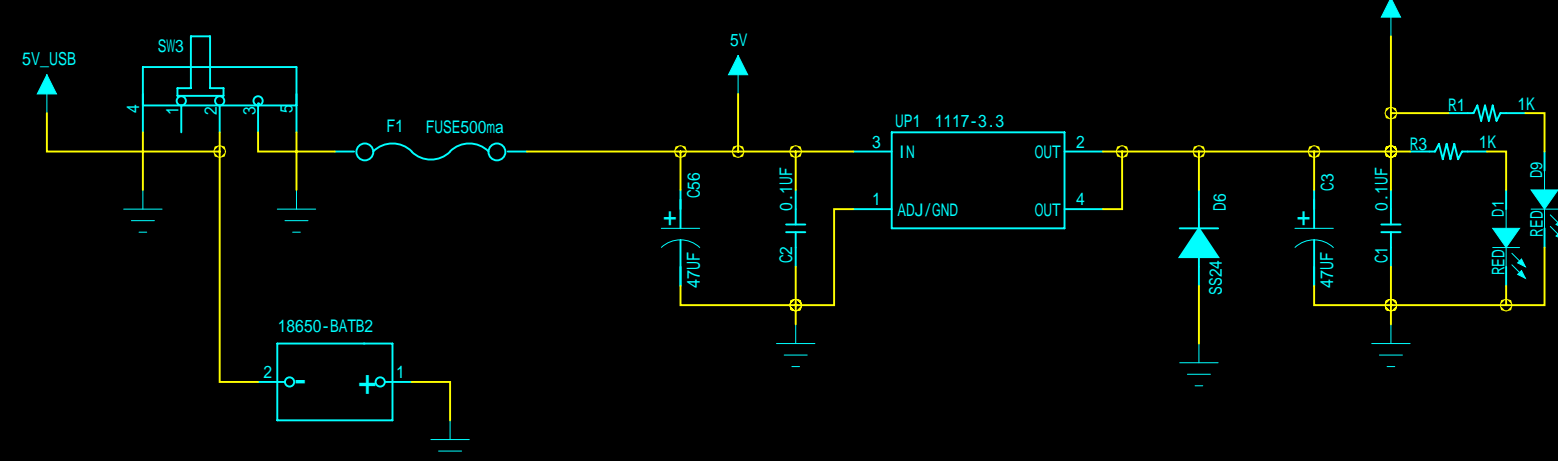 5V_USB
SW3
4
1
2
3
5
F1 FUSE500ma
5V
C56
47UF
0.1UF
C2
UP1 1117-3.3
3 IN
OUT 2
1 ADJ/GND
OUT 4
D6
SS24
C3
47UF
0.1UF
C1
R1 1K
R3 1K
D1
RED
D9
RED
18650-BATB2
2 - + 1